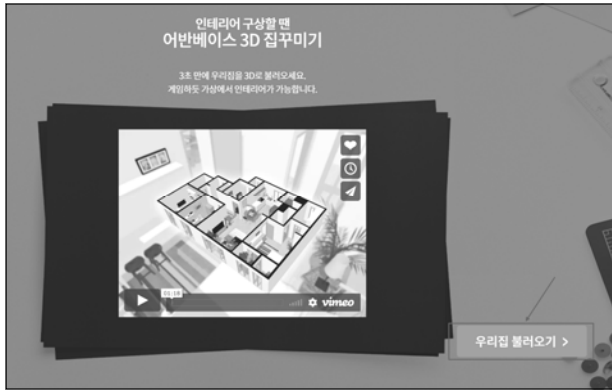 인테리어 구상할 땐
어반베이스 3D 집꾸미기
3초 만에 우리집을 3D로 불러오세요.
게임하듯 가상에서 인테리어가 가능합니다.
01:18
vimeo
우리집 불러오기 >